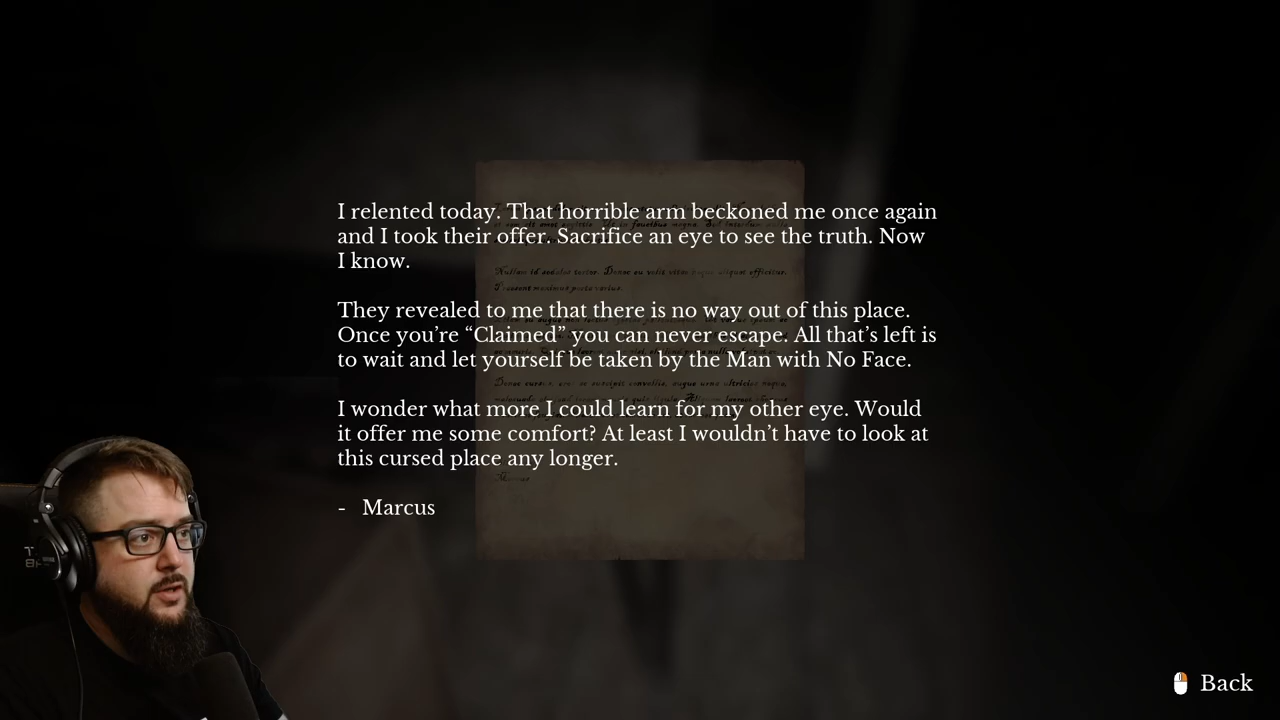 I relented today. That horrible arm beckoned me once again
and I took their offer. Sacrifice an eye to see the truth. Now
I know.
They revealed to me that there is no way out of this place.
Once you’re “Claimed” you can never escape. All that’s left is
to wait and let yourself be taken by the Man with No Face.
I wonder what more I could learn for my other eye. Would
it offer me some comfort? At least I wouldn’t have to look at
this cursed place any longer.
- Marcus
Back